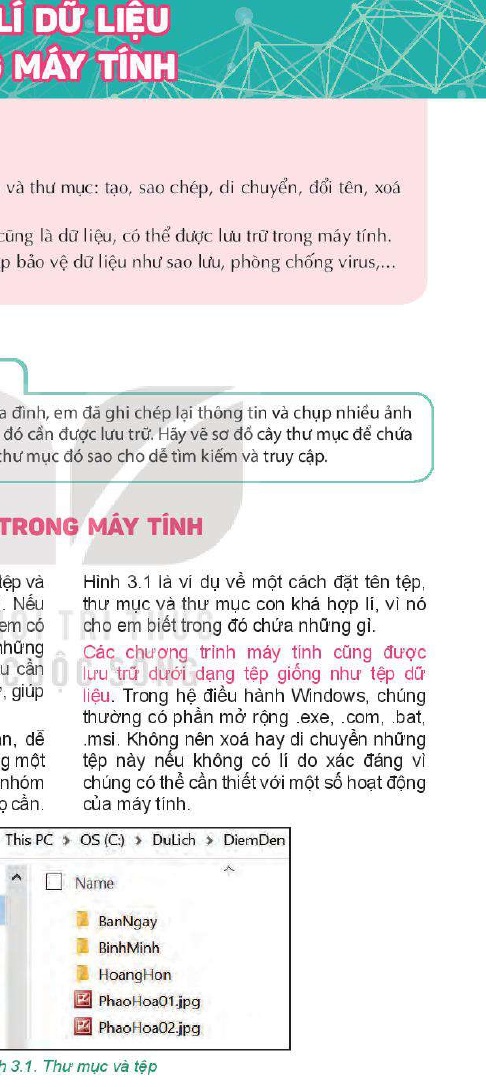 LÍ DỮ LIỆU
MÁY TÍNH
và thư mục: tạo, sao chép, di chuyển, đổi tên, xoá
cũng là dữ liệu, có thể được lưu trữ trong máy tính.
p bảo vệ dữ liệu như sao lưu, phòng chống virus,...
a đình, em đã ghi chép lại thông tin và chụp nhiều ảnh
đó cần được lưu trữ. Hãy vẽ sơ đồ cây thư mục để chứa
thư mục đó sao cho dễ tìm kiếm và truy cập.
TRONG MÁY TÍNH
tệp và
. Nếu
em có
những
u cần
, giúp
n, dễ
g một
nhóm
cần.
Hình 3.1 là ví dụ về một cách đặt tên tệp,
thư mục và thư mục con khá hợp lí, vì nó
cho em biết trong đó chứa những gì.
Các chương trình máy tính cũng được
lưu trữ dưới dạng tệp giống như tệp dữ
liệu. Trong hệ điều hành Windows, chúng
thường có phần mở rộng .exe, .com, .bat,
.msi. Không nên xoá hay di chuyển những
tệp này nếu không có lí do xác đáng vì
chúng có thể cần thiết với một số hoạt động
của máy tính.
This PC > OS (C:) > DuLich > DiemDen
Name
BanNgay
BinhMinh
HoangHon
PhaoHoa01.jpg
PhaoHoa02.jpg
h 3.1. Thư mục và tệp